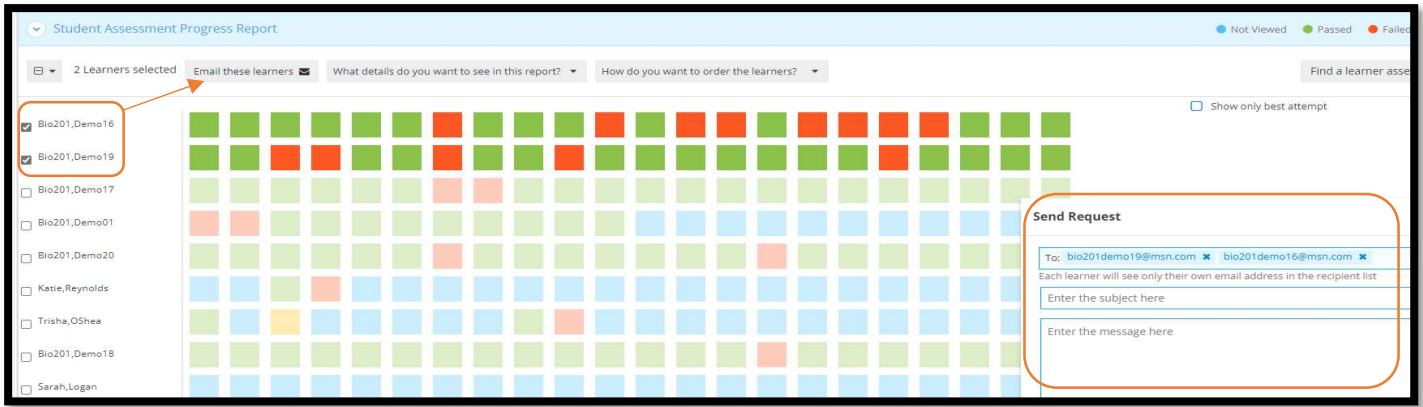 Student Assessment Progress Report
Not Viewed Passed Failed
2 Learners selected Email these learners What details do you want to see in this report? How do you want to order the learners? Find a learner asse
Show only best attempt
Bio201,Demo16
Bio201,Demo19
Bio201,Demo17
Bio201,Demo01
Send Request
Bio201,Demo20
To: bio201demo19@msn.com × bio201demo16@msn.com ×
Each learner will see only their own email address in the recipient list
Katie,Reynolds
Enter the subject here
Trisha,OShea
Enter the message here
Bio201,Demo18
Sarah,Logan